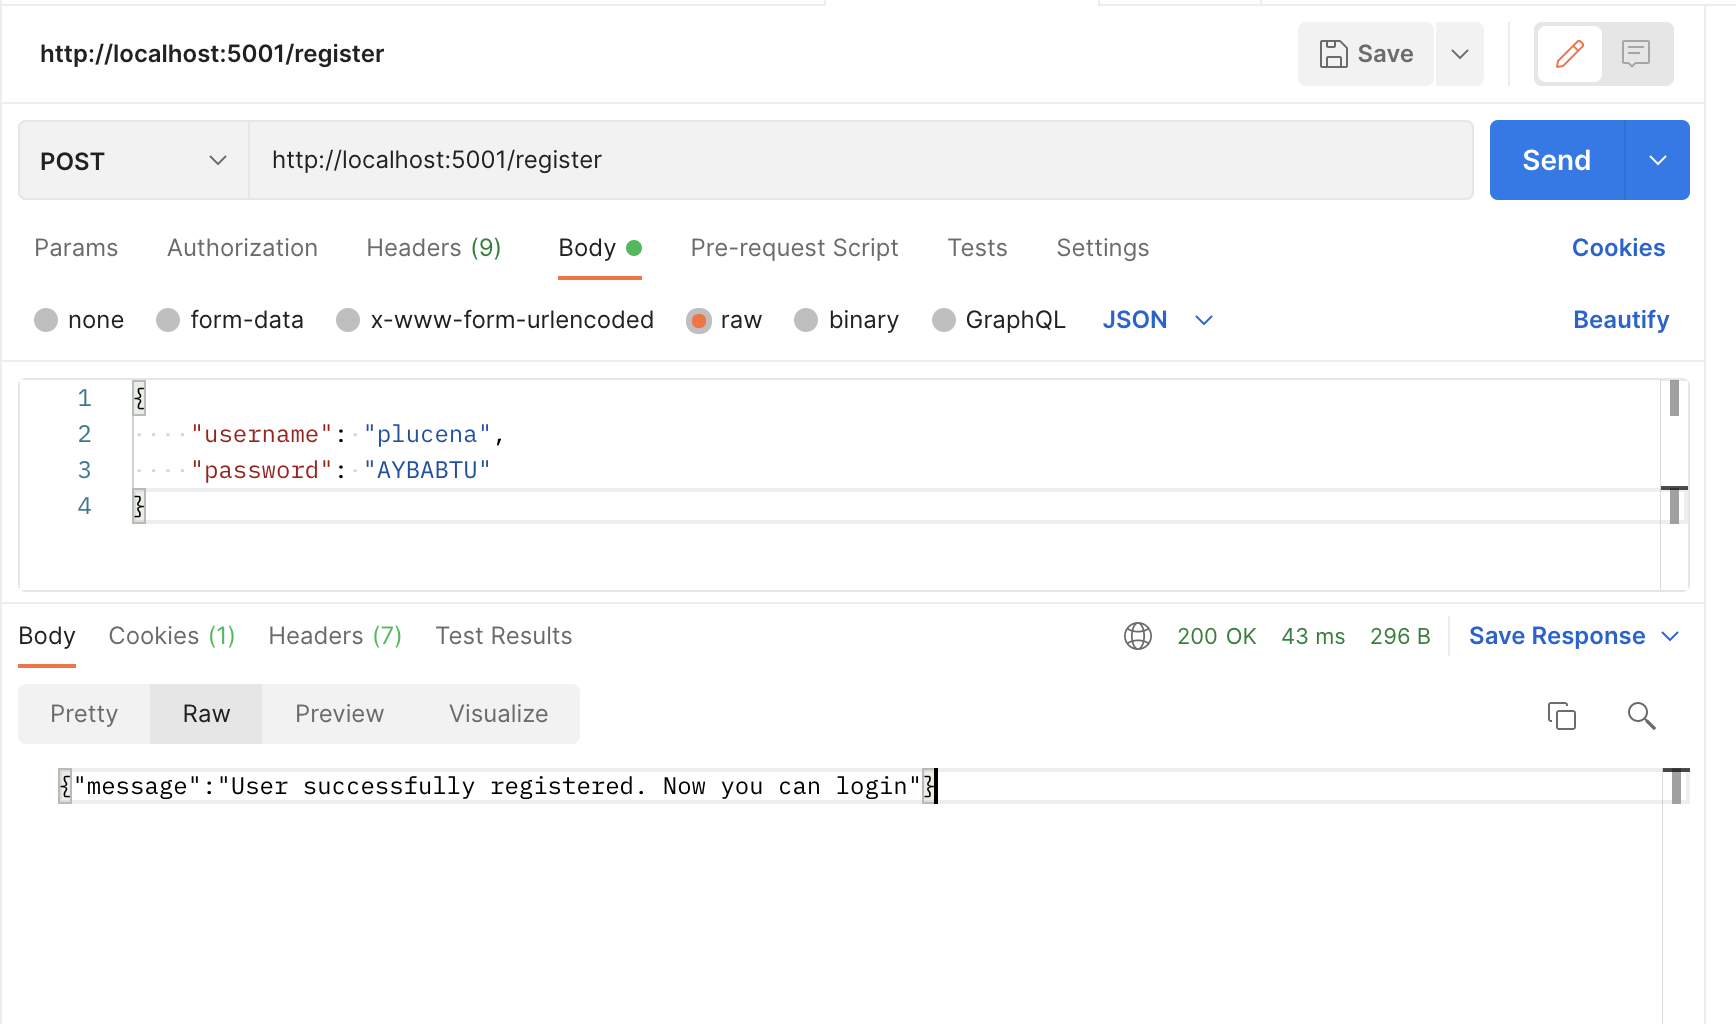 http://localhost:5001/register
Save
POST http://localhost:5001/register Send
Params Authorization Headers (9) Body Pre-request Script Tests Settings Cookies
none form-data x-www-form-urlencoded raw binary GraphQL JSON Beautify
1 {
2 "username": "plucena",
3 "password": "AYBABTU"
4 }
Body Cookies (1) Headers (7) Test Results 200 OK 43 ms 296 B Save Response
Pretty Raw Preview Visualize
{"message":"User successfully registered. Now you can login"}